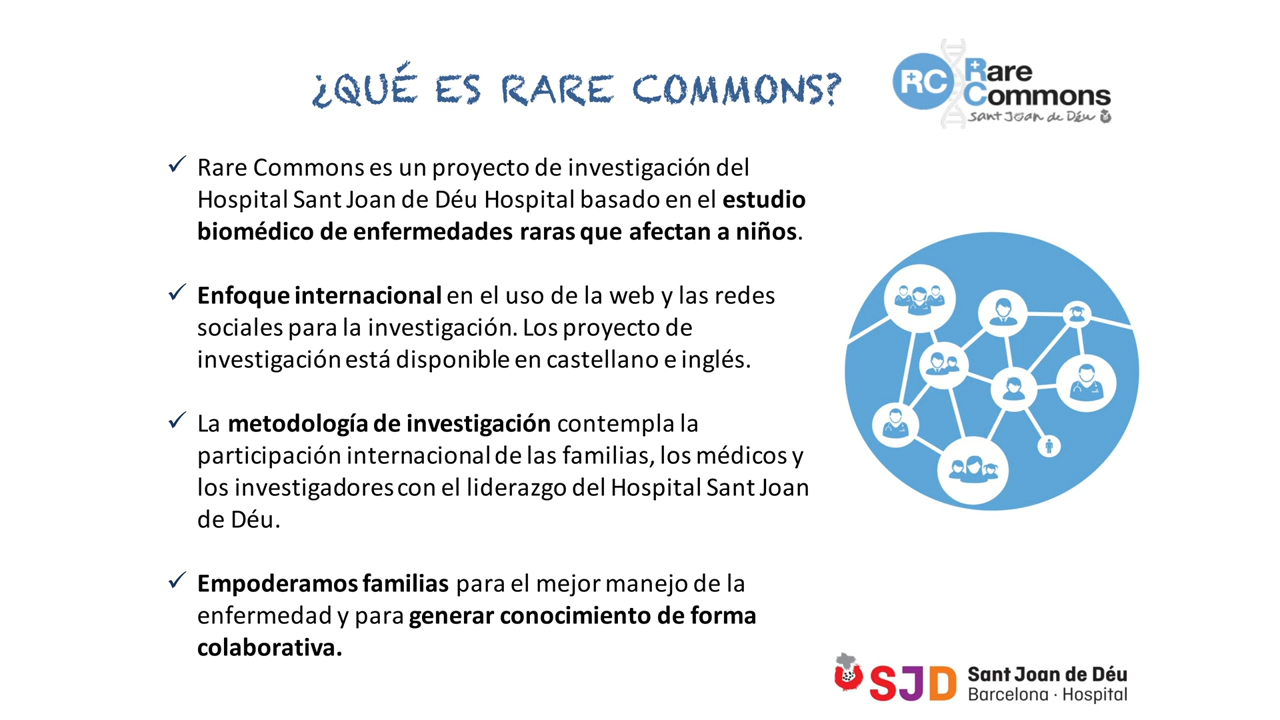 ¿QUÉ ES RARE COMMONS?
RC
Rare
Commons
Sant Joan de Déu
Rare Commons es un proyecto de investigación del
Hospital Sant Joan de Déu Hospital basado en el estudio
biomédico de enfermedades raras que afectan a niños.
Enfoque internacional en el uso de la web y las redes
sociales para la investigación. Los proyecto de
investigación está disponible en castellano e inglés.
La metodología de investigación contempla la
participación internacional de las familias, los médicos y
los investigadores con el liderazgo del Hospital Sant Joan
de Déu.
Empoderamos familias para el mejor manejo de la
enfermedad y para generar conocimiento de forma
colaborativa.
SJD
Sant Joan de Déu
Barcelona · Hospital